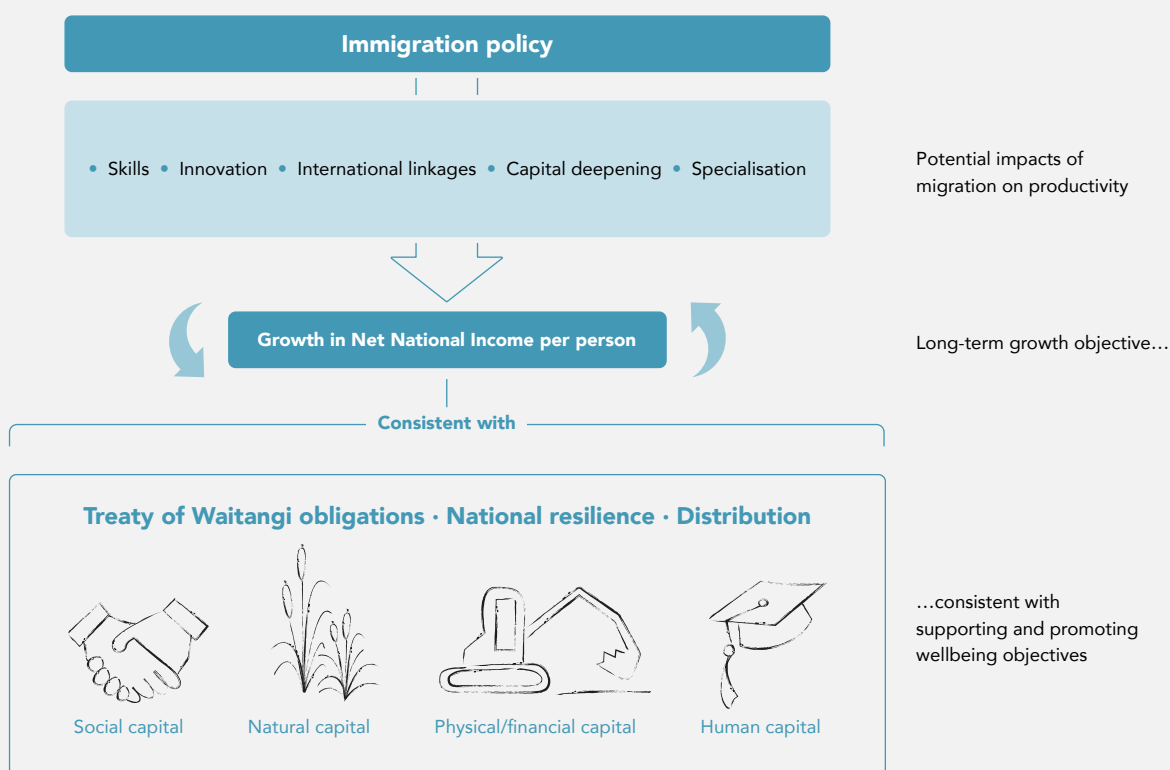 Immigration policy
• Skills • Innovation • International linkages • Capital deepening • Specialisation
Potential impacts of
migration on productivity
Growth in Net National Income per person
Long-term growth objective…
Consistent with
Treaty of Waitangi obligations · National resilience · Distribution
…consistent with
supporting and promoting
wellbeing objectives
Social capital
Natural capital
Physical/financial capital
Human capital